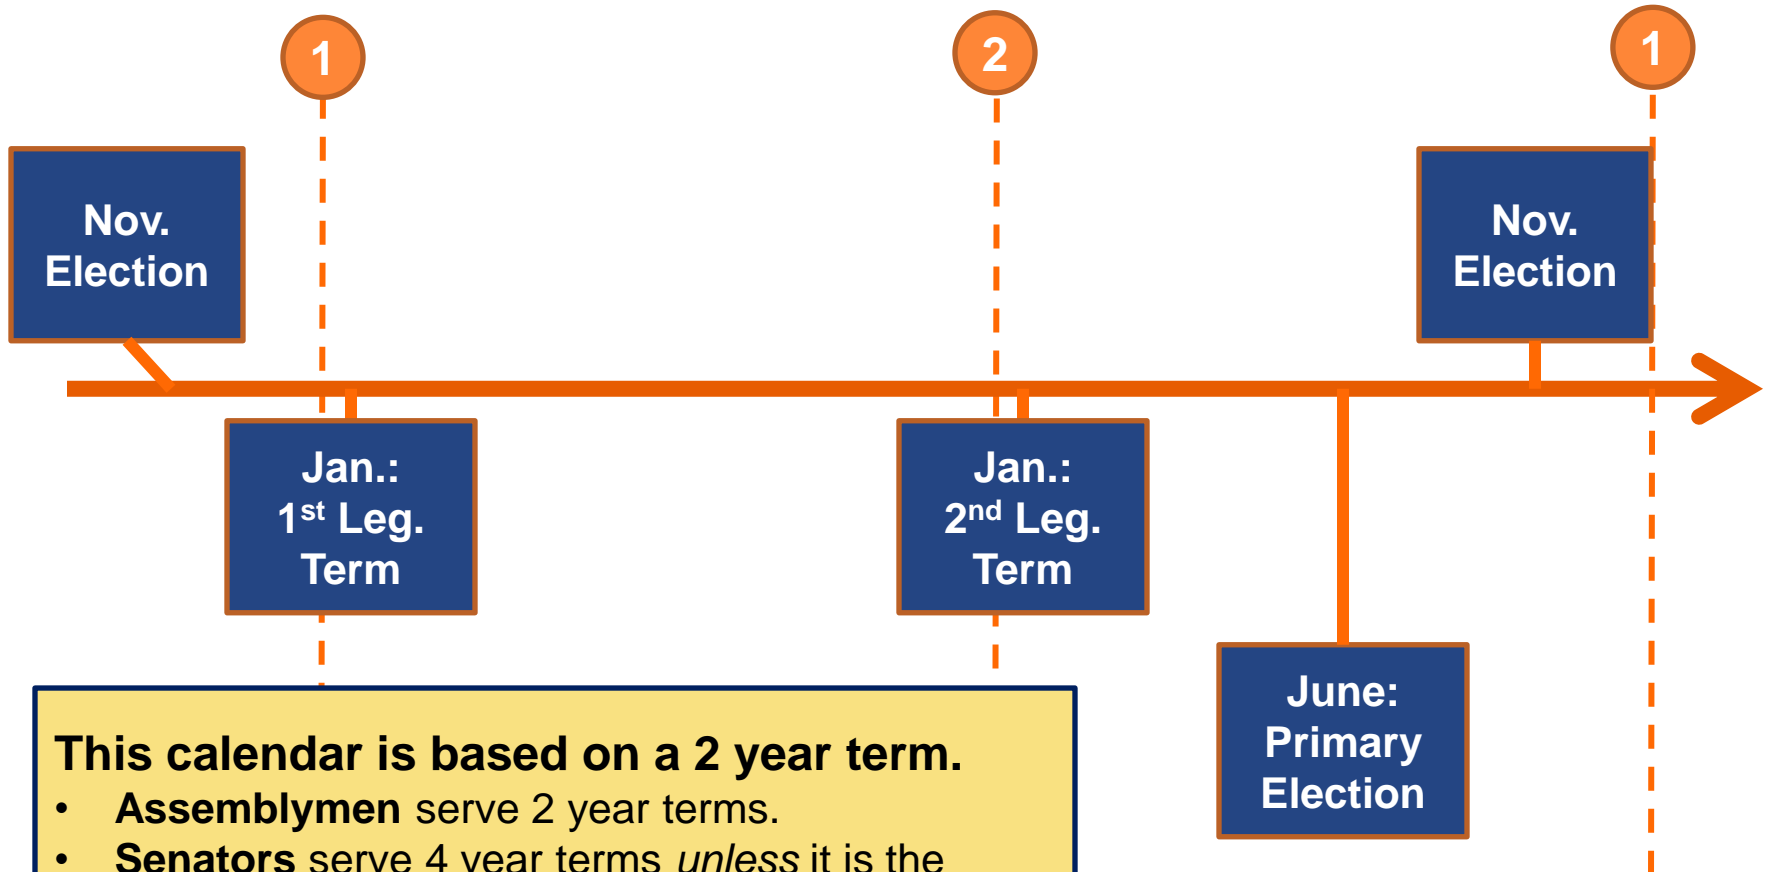 1
2
1
Nov.
Election
Nov.
Election
Jan.:
1st Leg.
Term
Jan.:
2nd Leg.
Term
June:
Primary
Election
This calendar is based on a 2 year term.
• Assemblymen serve 2 year terms.
• Senators serve 4 year terms unless it is the